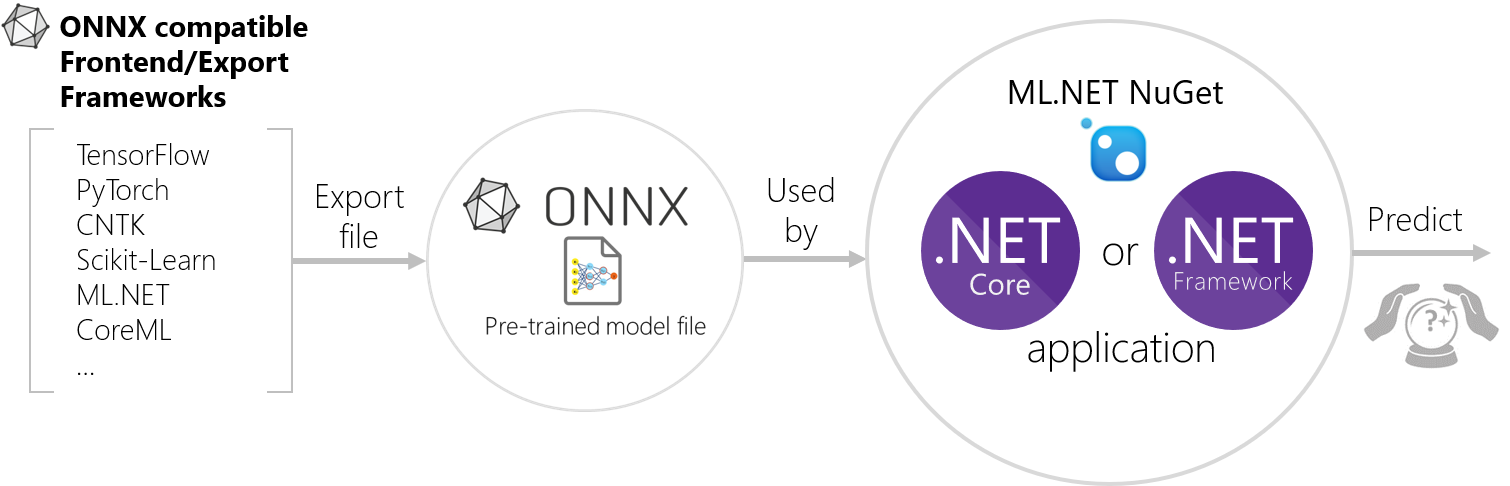 ONNX compatible
Frontend/Export
Frameworks
TensorFlow
PyTorch
CNTK
Scikit-Learn
ML.NET
CoreML
...
Export
file
ONNX
Pre-trained model file
Used
by
ML.NET NuGet
.NET
Core
or
.NET
Framework
application
Predict
?